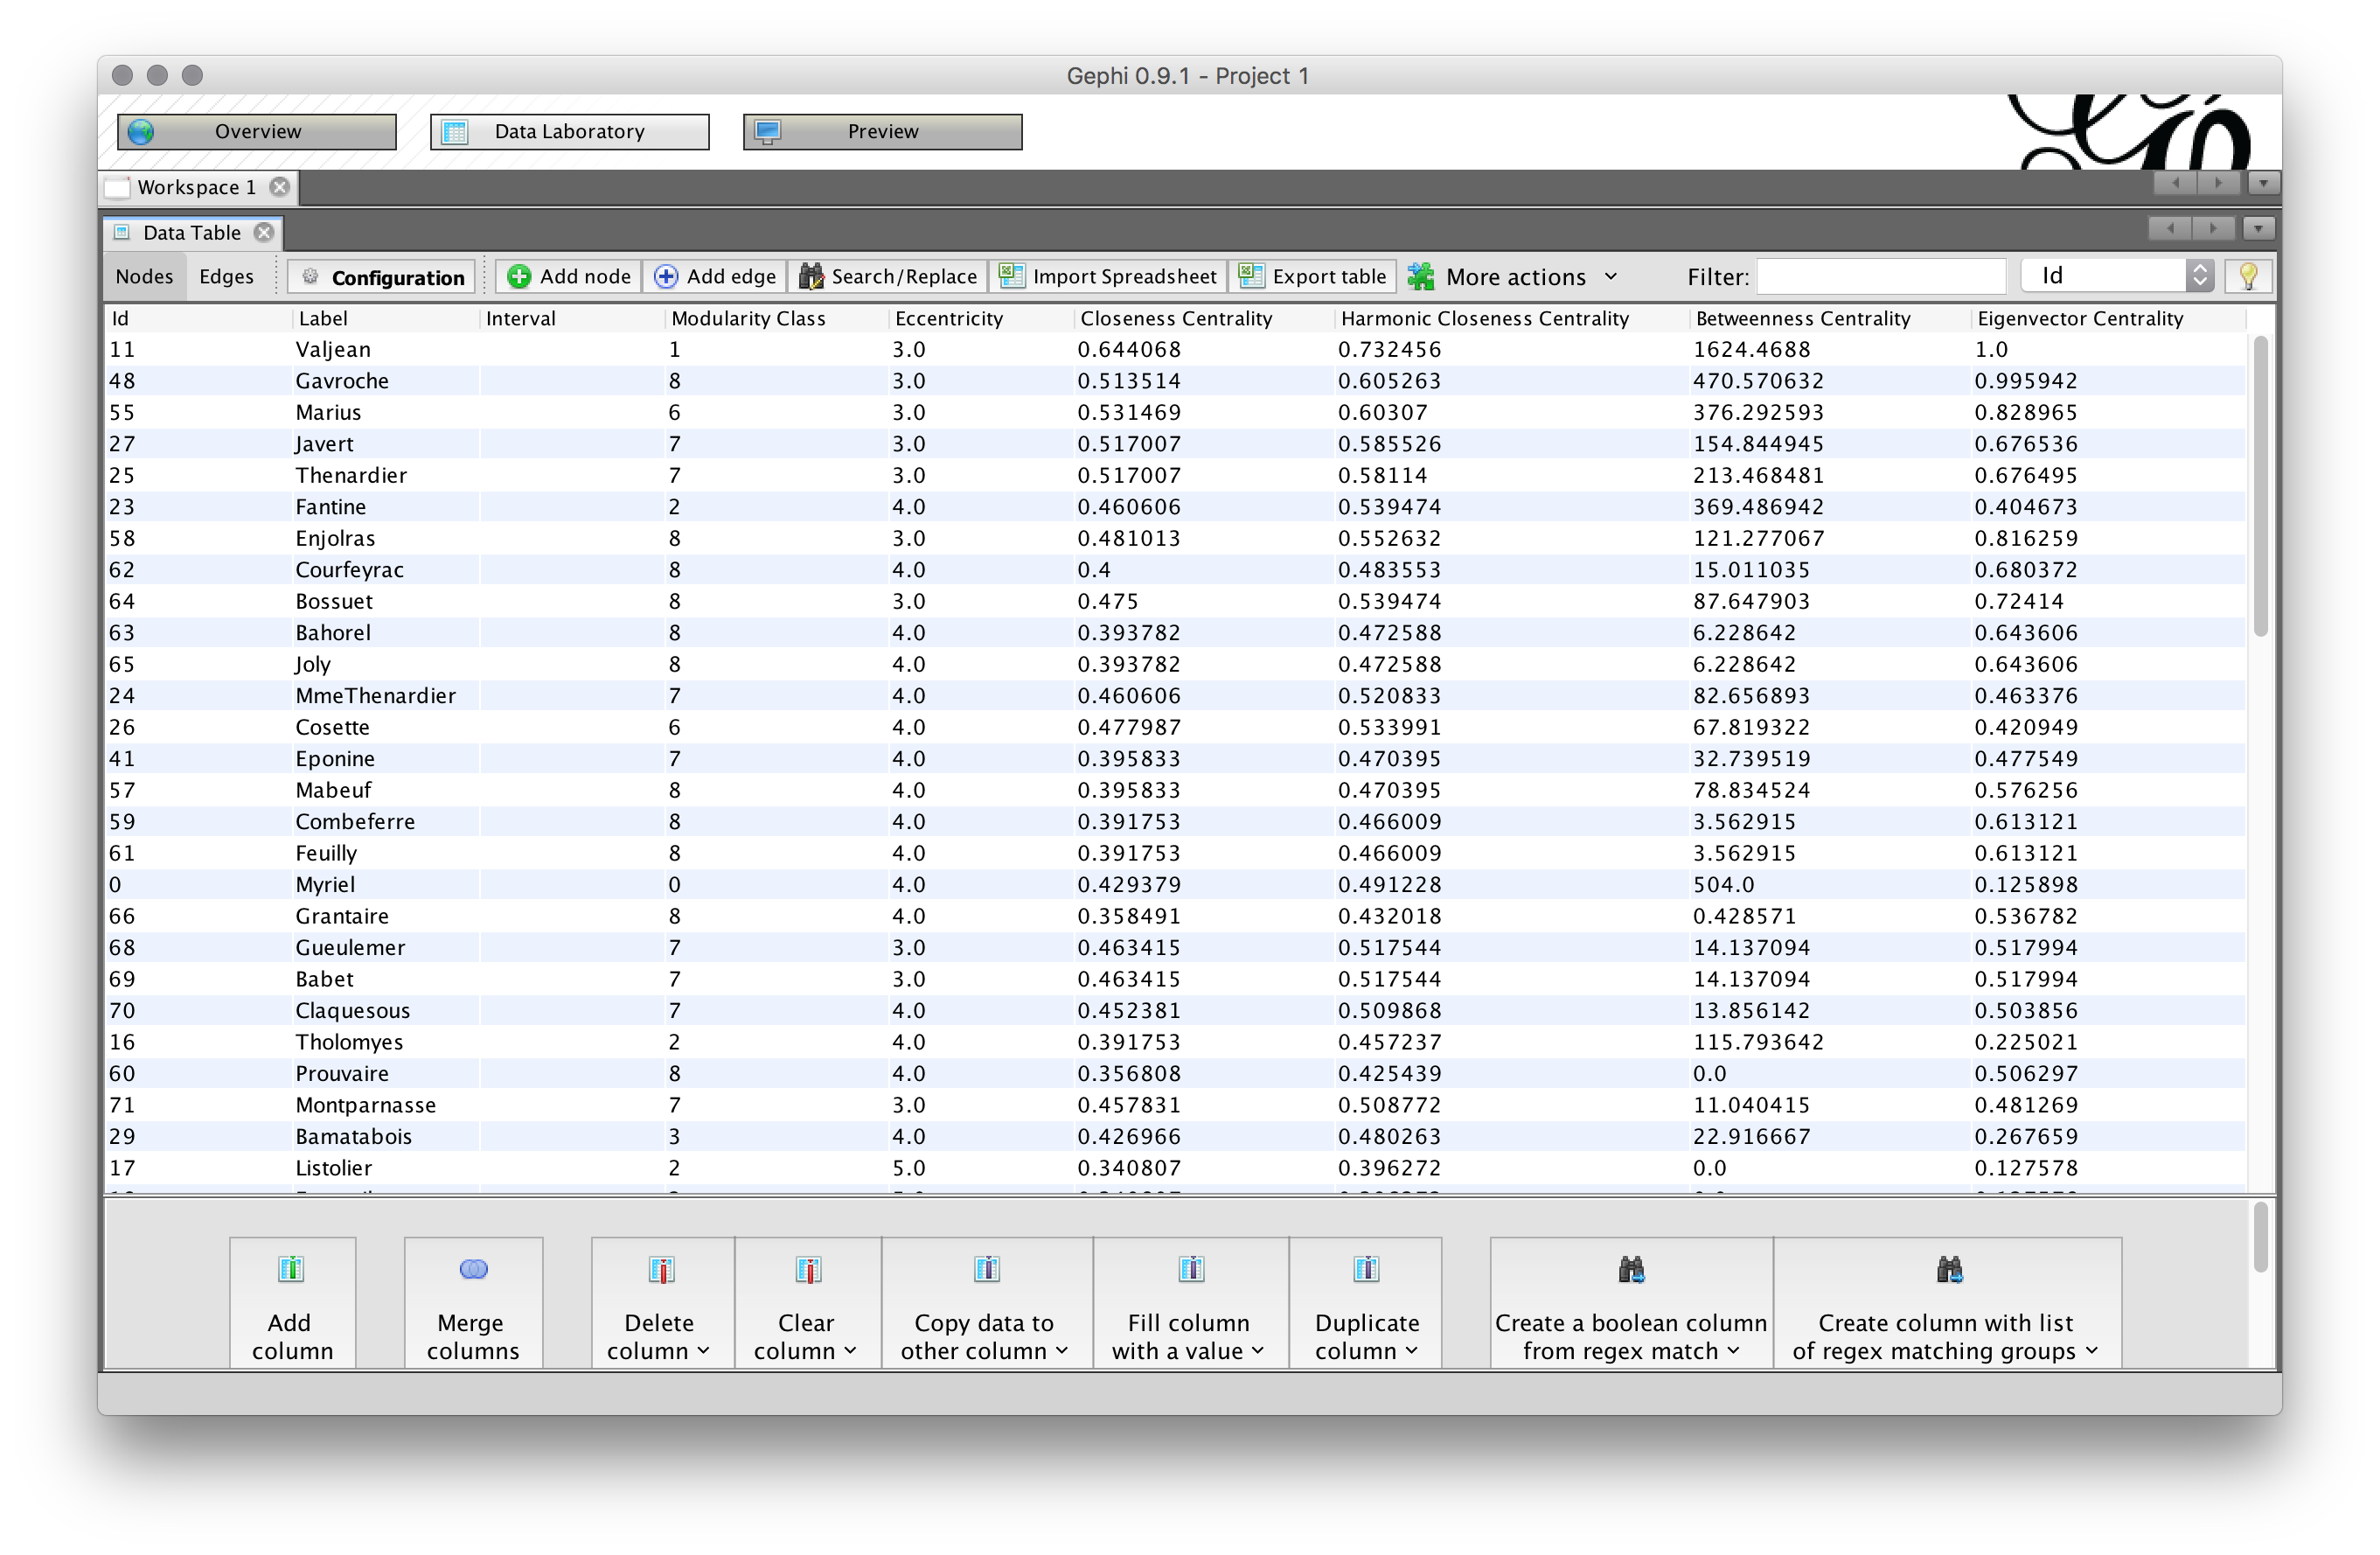 Gephi 0.9.1 - Project 1
Overview Data Laboratory Preview
Workspace 1
Data Table
Nodes Edges Configuration Add node Add edge Search/Replace Import Spreadsheet Export table More actions Filter: Id
Id Label Interval Modularity Class Eccentricity Closeness Centrality Harmonic Closeness Centrality Betweenness Centrality Eigenvector Centrality
11 Valjean 1 3.0 0.644068 0.732456 1624.4688 1.0
48 Gavroche 8 3.0 0.513514 0.605263 470.570632 0.995942
55 Marius 6 3.0 0.531469 0.60307 376.292593 0.828965
27 Javert 7 3.0 0.517007 0.585526 154.844945 0.676536
25 Thenardier 7 3.0 0.517007 0.58114 213.468481 0.676495
23 Fantine 2 4.0 0.460606 0.539474 369.486942 0.404673
58 Enjolras 8 3.0 0.481013 0.552632 121.277067 0.816259
62 Courfeyrac 8 4.0 0.4 0.483553 15.011035 0.680372
64 Bossuet 8 3.0 0.475 0.539474 87.647903 0.72414
63 Bahorel 8 4.0 0.393782 0.472588 6.228642 0.643606
65 Joly 8 4.0 0.393782 0.472588 6.228642 0.643606
24 MmeThenardier 7 4.0 0.460606 0.520833 82.656893 0.463376
26 Cosette 6 4.0 0.477987 0.533991 67.819322 0.420949
41 Eponine 7 4.0 0.395833 0.470395 32.739519 0.477549
57 Mabeuf 8 4.0 0.395833 0.470395 78.834524 0.576256
59 Combeferre 8 4.0 0.391753 0.466009 3.562915 0.613121
61 Feuilly 8 4.0 0.391753 0.466009 3.562915 0.613121
0 Myriel 0 4.0 0.429379 0.491228 504.0 0.125898
66 Grantaire 8 4.0 0.358491 0.432018 0.428571 0.536782
68 Gueulemer 7 3.0 0.463415 0.517544 14.137094 0.517994
69 Babet 7 3.0 0.463415 0.517544 14.137094 0.517994
70 Claquesous 7 4.0 0.452381 0.509868 13.856142 0.503856
16 Tholomyes 2 4.0 0.391753 0.457237 115.793642 0.225021
60 Prouvaire 8 4.0 0.356808 0.425439 0.0 0.506297
71 Montparnasse 7 3.0 0.457831 0.508772 11.040415 0.481269
29 Bamatabois 3 4.0 0.426966 0.480263 22.916667 0.267659
17 Listolier 2 5.0 0.340807 0.396272 0.0 0.127578
Add column
Merge columns
Delete column
Clear column
Copy data to other column
Fill column with a value
Duplicate column
Create a boolean column from regex match
Create column with list of regex matching groups